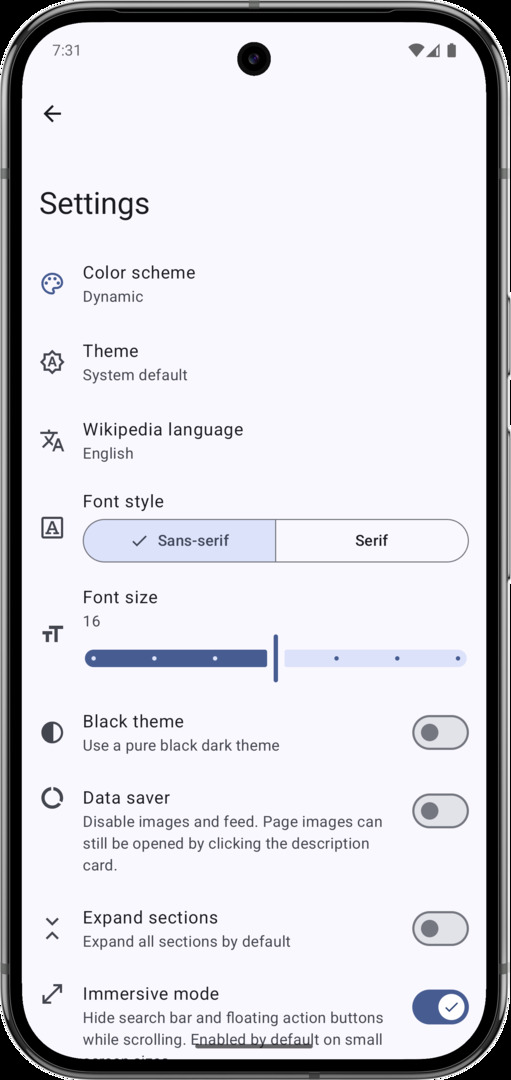 7:31
Settings
Color scheme
Dynamic
Theme
System default
Wikipedia language
English
Font style
Sans-serif
Serif
Font size
16
Black theme
Use a pure black dark theme
Data saver
Disable images and feed. Page images can
still be opened by clicking the description
card.
Expand sections
Expand all sections by default
Immersive mode
Hide search bar and floating action buttons
while scrolling. Enabled by default on small
screen sizes